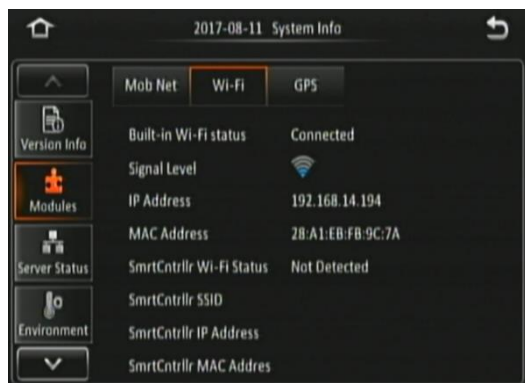 2017-08-11 System Info
Mob Net Wi-Fi GPS
Version Info
Modules
Server Status
Environment
Built-in Wi-Fi status Connected
Signal Level
IP Address 192.168.14.194
MAC Address 28:A1:EB:FB:9C:7A
SmrtCntrllr Wi-Fi Status Not Detected
SmrtCntrllr SSID
SmrtCntrllr IP Address
SmrtCntrllr MAC Addres